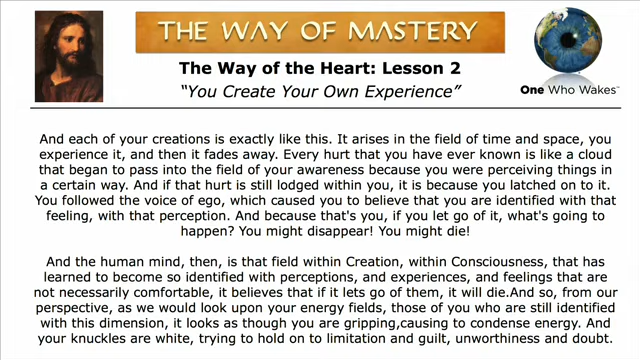 THE WAY OF MASTERY
The Way of the Heart: Lesson 2
“You Create Your Own Experience”
One Who Wakes™
And each of your creations is exactly like this. It arises in the field of time and space, you
experience it, and then it fades away. Every hurt that you have ever known is like a cloud
that began to pass into the field of your awareness because you were perceiving things in
a certain way. And if that hurt is still lodged within you, it is because you latched on to it.
You followed the voice of ego, which caused you to believe that you are identified with that
feeling, with that perception. And because that's you, if you let go of it, what's going to
happen? You might disappear! You might die!
And the human mind, then, is that field within Creation, within Consciousness, that has
learned to become so identified with perceptions, and experiences, and feelings that are
not necessarily comfortable, it believes that if it lets go of them, it will die.And so, from our
perspective, as we would look upon your energy fields, those of you who are still identified
with this dimension, it looks as though you are gripping,causing to condense energy. And
your knuckles are white, trying to hold on to limitation and guilt, unworthiness and doubt.